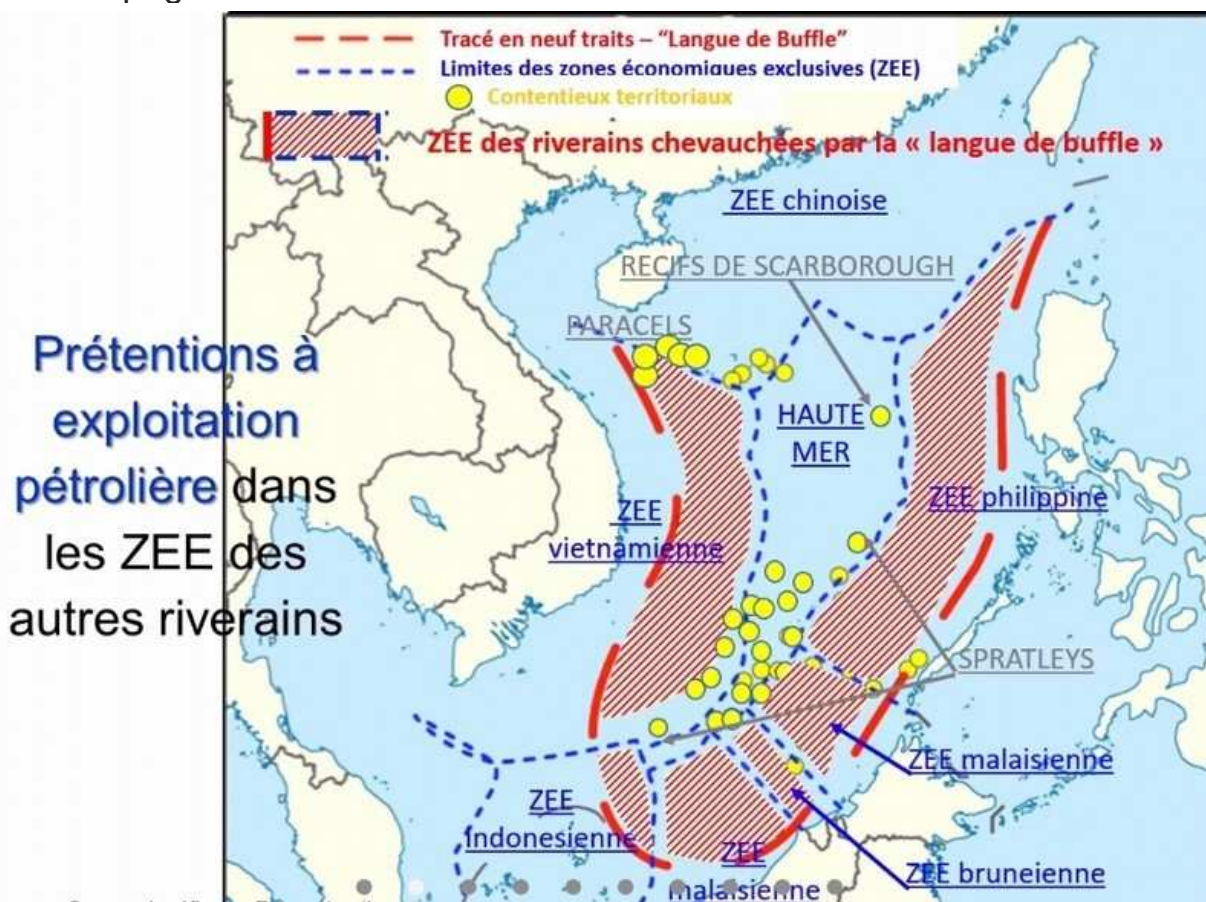 Tracé en neuf traits – “Langue de Buffle”
Limites des zones économiques exclusives (ZEE)
Contentieux territoriaux
ZEE des riverains chevauchées par la « langue de buffle »
ZEE chinoise
RECIFS DE SCARBOROUGH
PARACELS
Prétentions à
exploitation
pétrolière dans
les ZEE des
autres riverains
HAUTE
MER
ZEE
vietnamienne
ZEE philippine
SPRATLEYS
ZEE malaisienne
ZEE
Indonesienne
ZEE
malaisienne
ZEE bruneienne